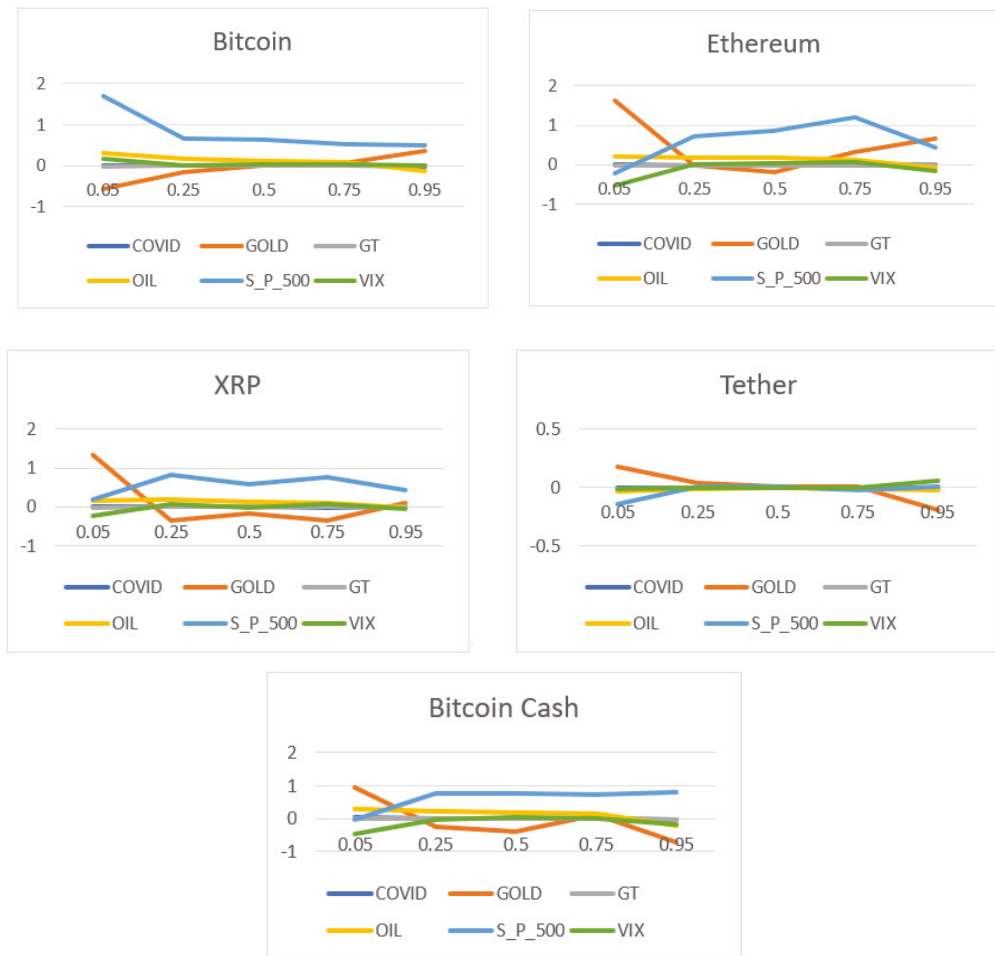 Bitcoin
2
1
0
-1
0.05 0.25 0.5 0.75 0.95
COVID GOLD GT
OIL S_P_500 VIX
Ethereum
2
1
0
-1
0.05 0.25 0.5 0.75 0.95
COVID GOLD GT
OIL S_P_500 VIX
XRP
2
1
0
-1
0.05 0.25 0.5 0.75 0.95
COVID GOLD GT
OIL S_P_500 VIX
Tether
0.5
0
-0.5
0.05 0.25 0.5 0.75 0.95
COVID GOLD GT
OIL S_P_500 VIX
Bitcoin Cash
2
1
0
-1
0.05 0.25 0.5 0.75 0.95
COVID GOLD GT
OIL S_P_500 VIX